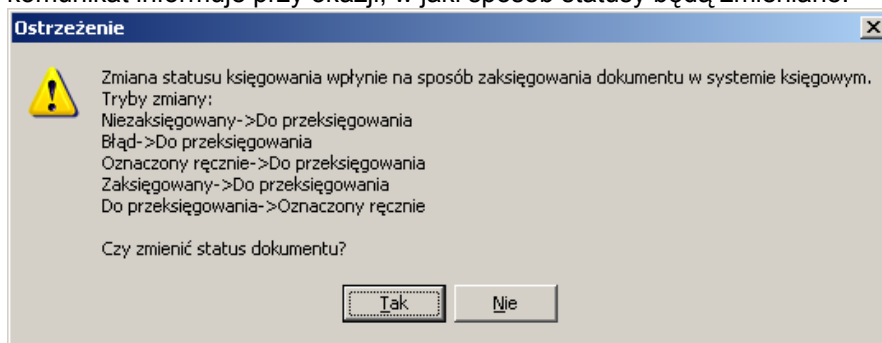 komunikat informuje przy okazji, w jaki sposób statusy będą zmieniane.
Ostrzeżenie
Zmiana statusu księgowania wpłynie na sposób zaksięgowania dokumentu w systemie księgowym.
Tryby zmiany:
Niezaksięgowany->Do przeksięgowania
Błąd->Do przeksięgowania
Oznaczony ręcznie->Do przeksięgowania
Zaksięgowany->Do przeksięgowania
Do przeksięgowania->Oznaczony ręcznie
Czy zmienić status dokumentu?
Tak Nie